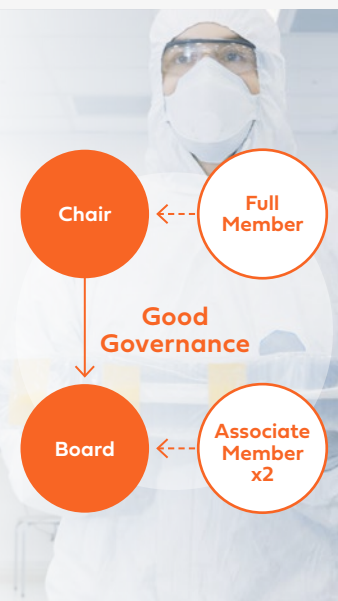 Chair
Full
Member
Good
Governance
Board
Associate
Member
x2